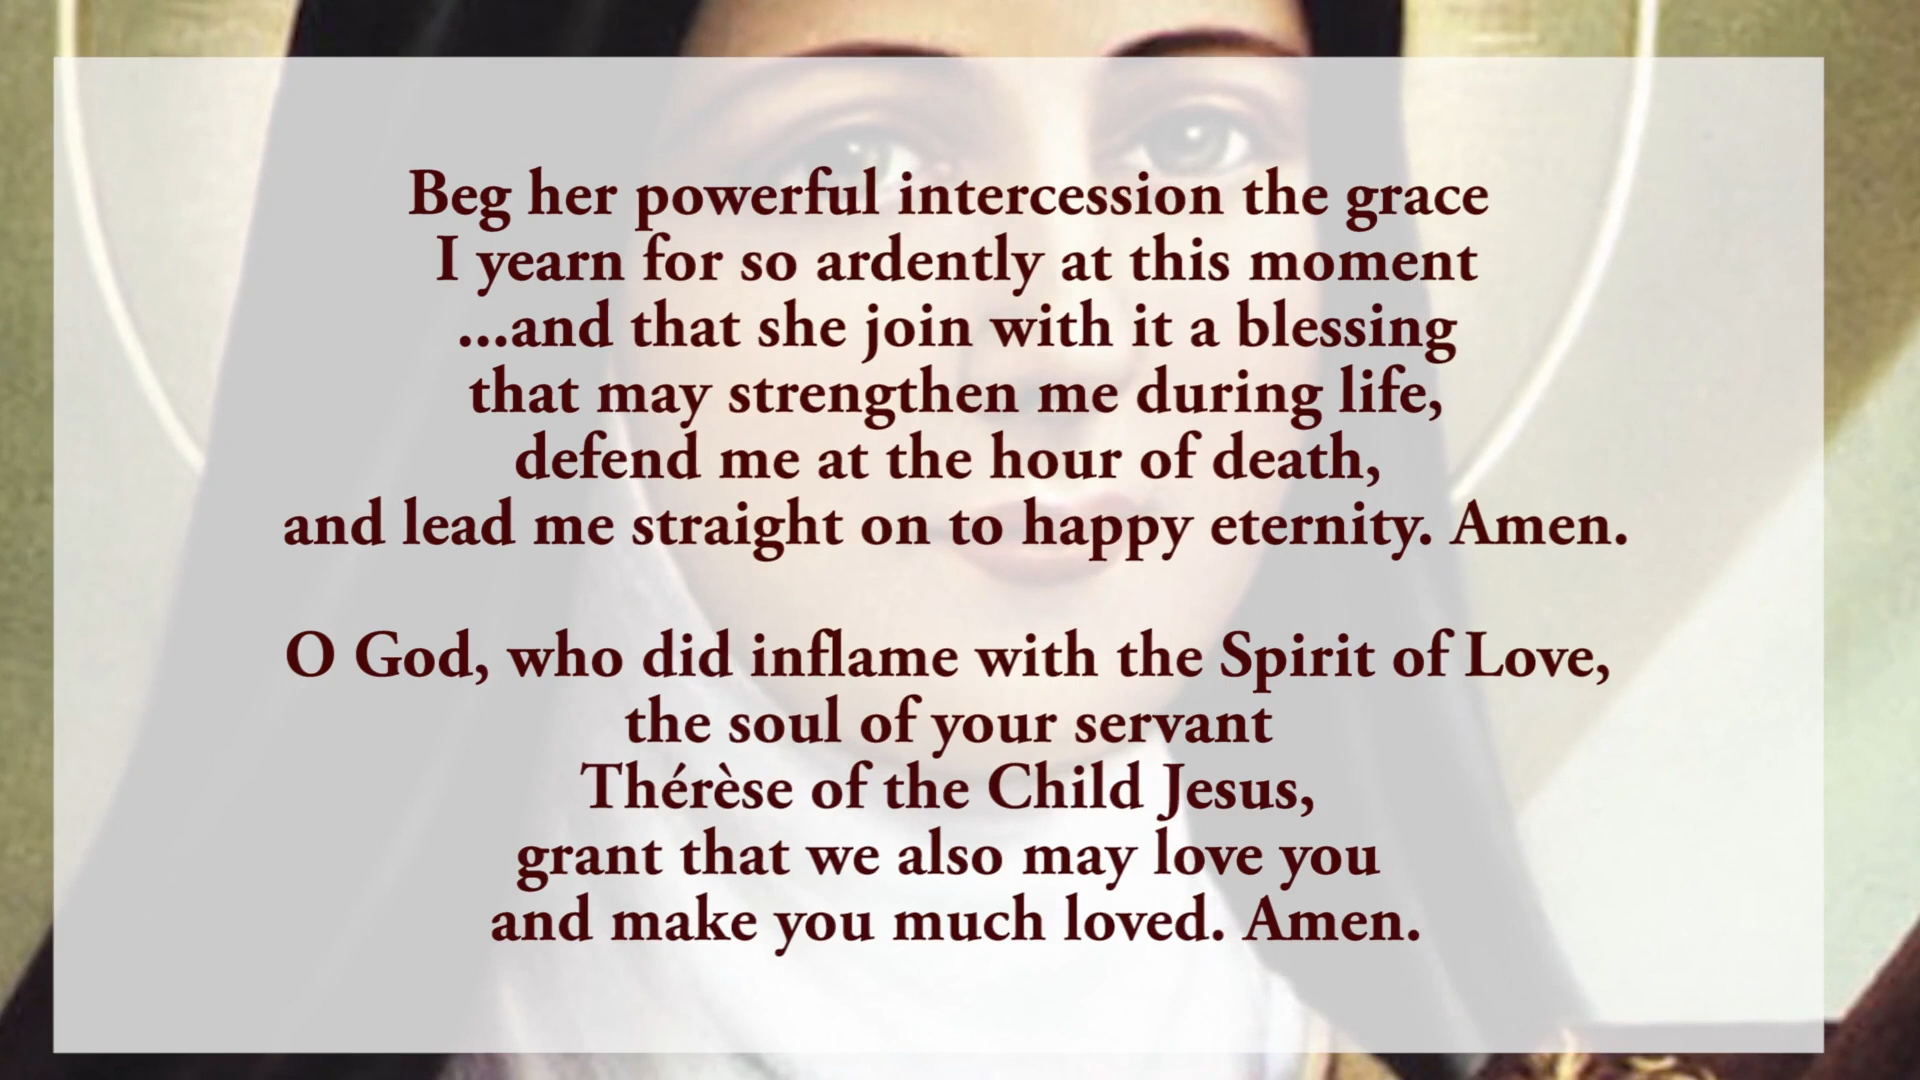 Beg her powerful intercession the grace
I yearn for so ardently at this moment
...and that she join with it a blessing
that may strengthen me during life,
defend me at the hour of death,
and lead me straight on to happy eternity. Amen.
O God, who did inflame with the Spirit of Love,
the soul of your servant
Thérèse of the Child Jesus,
grant that we also may love you
and make you much loved. Amen.